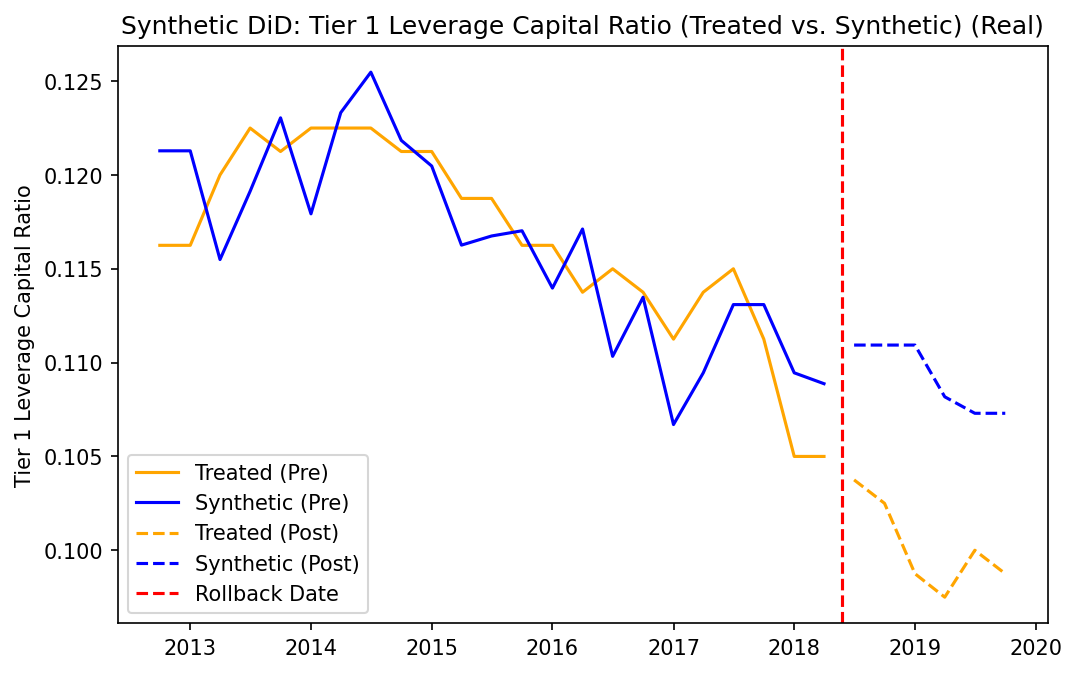 Synthetic DiD: Tier 1 Leverage Capital Ratio (Treated vs. Synthetic) (Real)
Tier 1 Leverage Capital Ratio
0.125
0.120
0.115
0.110
0.105
0.100
Treated (Pre)
Synthetic (Pre)
Treated (Post)
Synthetic (Post)
Rollback Date
2013 2014 2015 2016 2017 2018 2019 2020